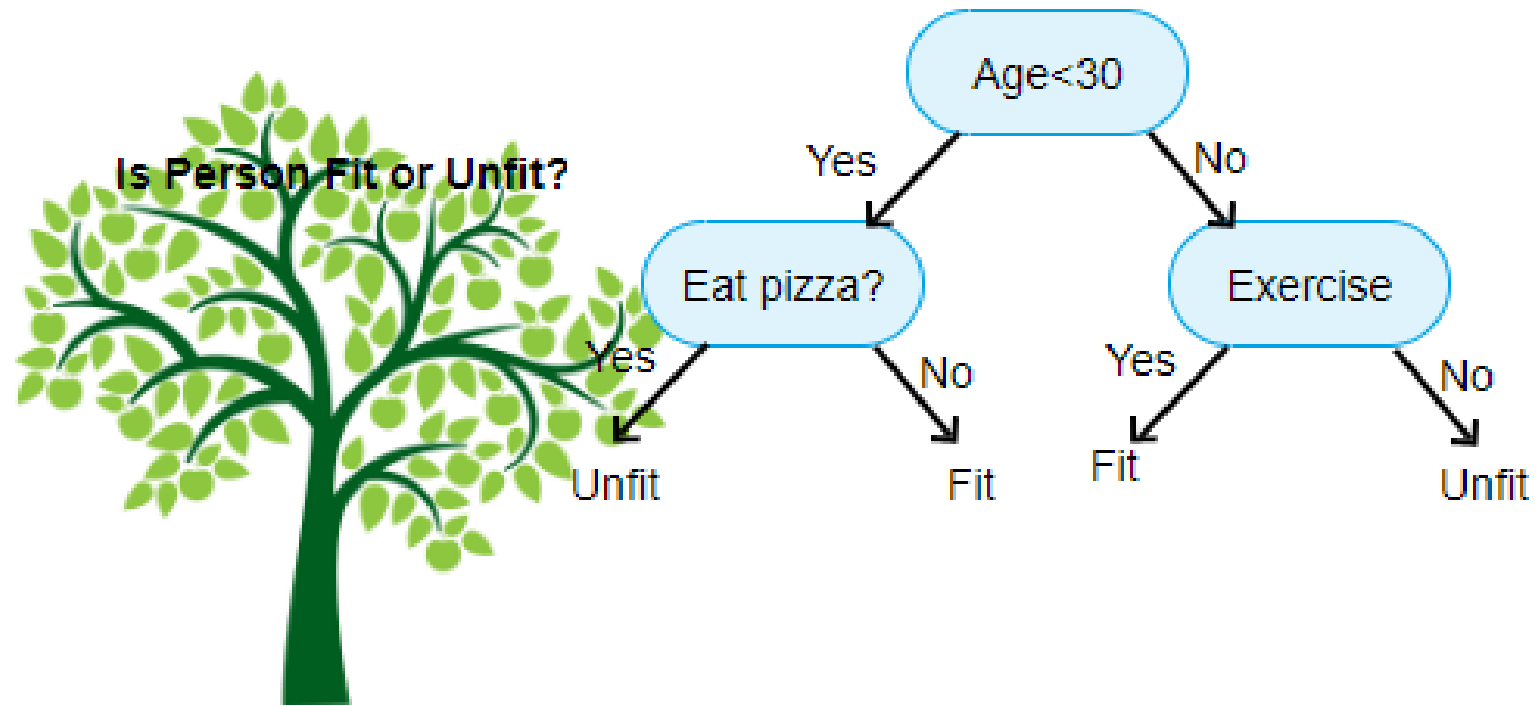 Is Person Fit or Unfit?
Age<30
Yes
No
Eat pizza?
Exercise
Yes
No
Yes
No
Unfit
Fit
Fit
Unfit